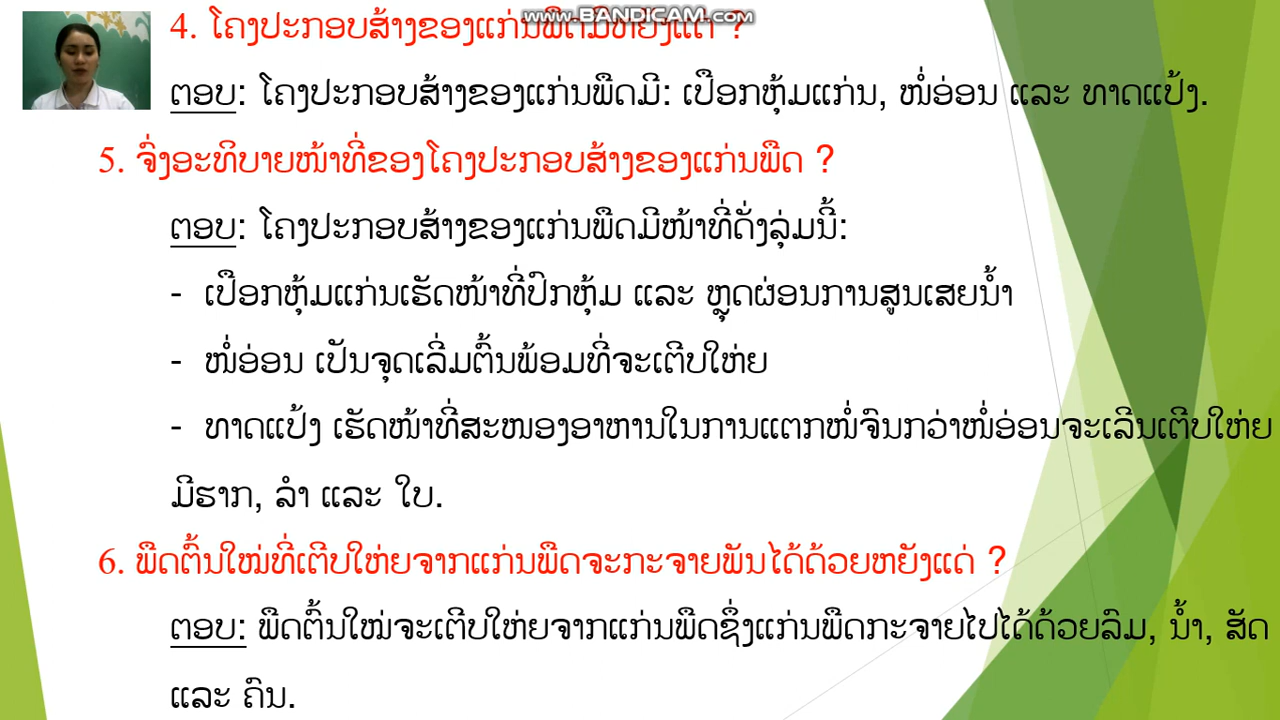 www.BANDICAM.com
4. ໂຄງປະກອບສ້າງຂອງແກ່ນພືດມີຫຍັງແດ່ ?
ຕອບ: ໂຄງປະກອບສ້າງຂອງແກ່ນພືດມີ: ເປືອກຫຸ້ມແກ່ນ, ໜໍ່ອ່ອນ ແລະ ທາດແປ້ງ.
5. ຈົ່ງອະທິບາຍໜ້າທີ່ຂອງໂຄງປະກອບສ້າງຂອງແກ່ນພືດ ?
ຕອບ: ໂຄງປະກອບສ້າງຂອງແກ່ນພືດມີໜ້າທີ່ດັ່ງລຸ່ມນີ້:
- ເປືອກຫຸ້ມແກ່ນເຮັດໜ້າທີ່ປົກຫຸ້ມ ແລະ ຫຼຸດຜ່ອນການສູນເສຍນ້ຳ
- ໜໍ່ອ່ອນ ເປັນຈຸດເລີ່ມຕົ້ນພ້ອມທີ່ຈະເຕີບໃຫ່ຍ
- ທາດແປ້ງ ເຮັດໜ້າທີ່ສະໜອງອາຫານໃນການແຕກໜໍ່ຈົນກວ່າໜໍ່ອ່ອນຈະເລີນເຕີບໃຫ່ຍ
ມີຮາກ, ລຳ ແລະ ໃບ.
6. ພືດຕົ້ນໃໝ່ທີ່ເຕີບໃຫ່ຍຈາກແກ່ນພືດຈະກະຈາຍພັນໄດ້ດ້ວຍຫຍັງແດ່ ?
ຕອບ: ພືດຕົ້ນໃໝ່ຈະເຕີບໃຫ່ຍຈາກແກ່ນພືດຊຶ່ງແກ່ນພືດກະຈາຍໄປໄດ້ດ້ວຍລົມ, ນ້ຳ, ສັດ
ແລະ ຄົນ.